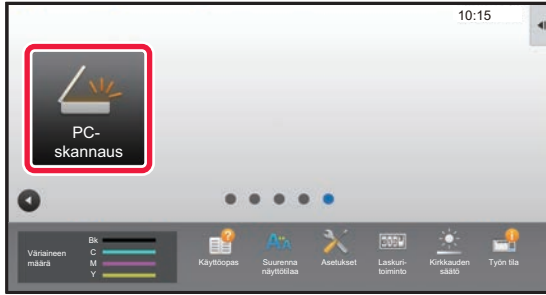 10:15
PC-
skannaus
Väriaineen
määrä
Bk
C
M
Y
Käyttöopas
Suurenna
näyttötilaa
Asetukset
Laskuri-
toiminto
Kirkkauden
säätö
Työn tila